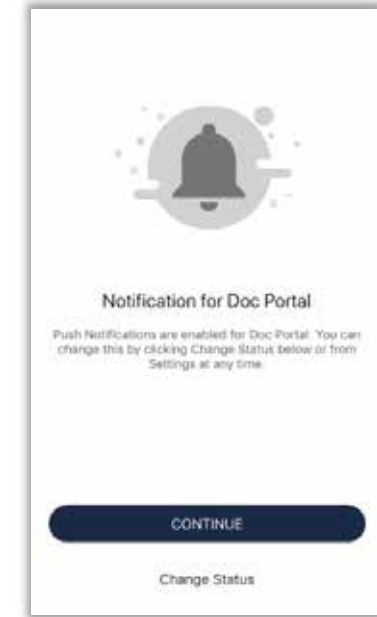 Notification for Doc Portal
Push Notifications are enabled for Doc Portal. You can
change this by clicking Change Status below or from
Settings at any time.
CONTINUE
Change Status